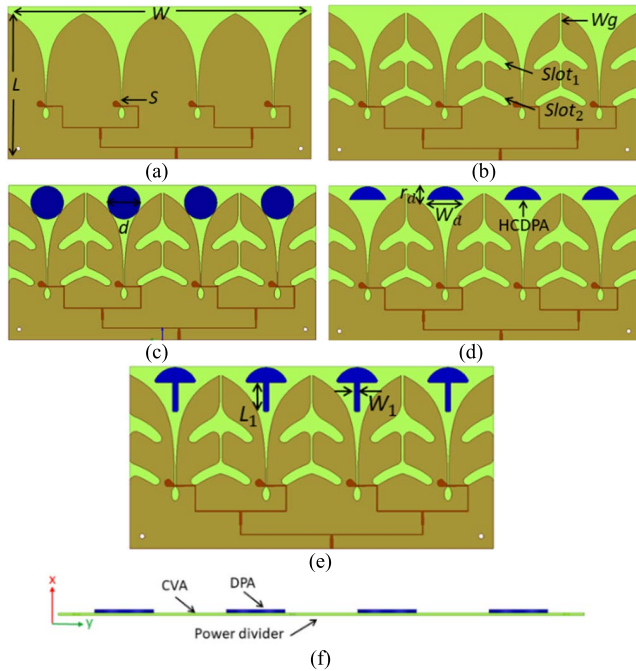 W
L
S
(a)
Wg
Slot1
Slot2
(b)
d
(c)
rd
Wd
HCDPA
(d)
L1
W1
(e)
x
y
CVA
DPA
Power divider
(f)